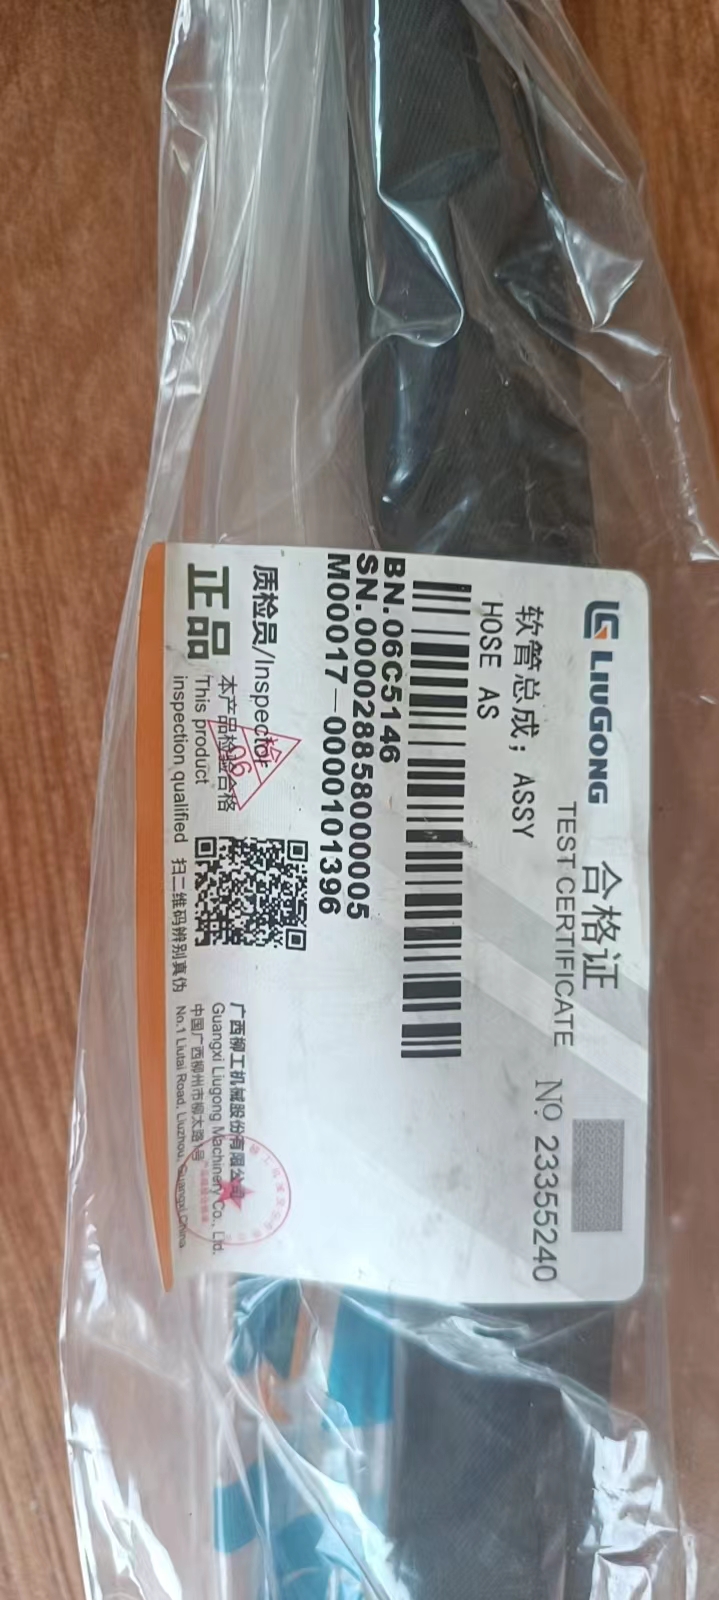 LIUGONG
合格证
TEST CERTIFICATE
№ 23355240
软管总成; ASSY
HOSE AS
BN.06C5146
SN.0000288580000​05
M00017-0000101396
质检员/Inspector
检
06
正品
本产品检验合格
This product
inspection qualified
扫二维码辨别真伪
广西柳工机械股份有限公司
Guangxi Liugong Machinery Co., Ltd.
中国广西柳州市柳太路1号
No.1 Liutai Road, Liuzhou, Guangxi, China